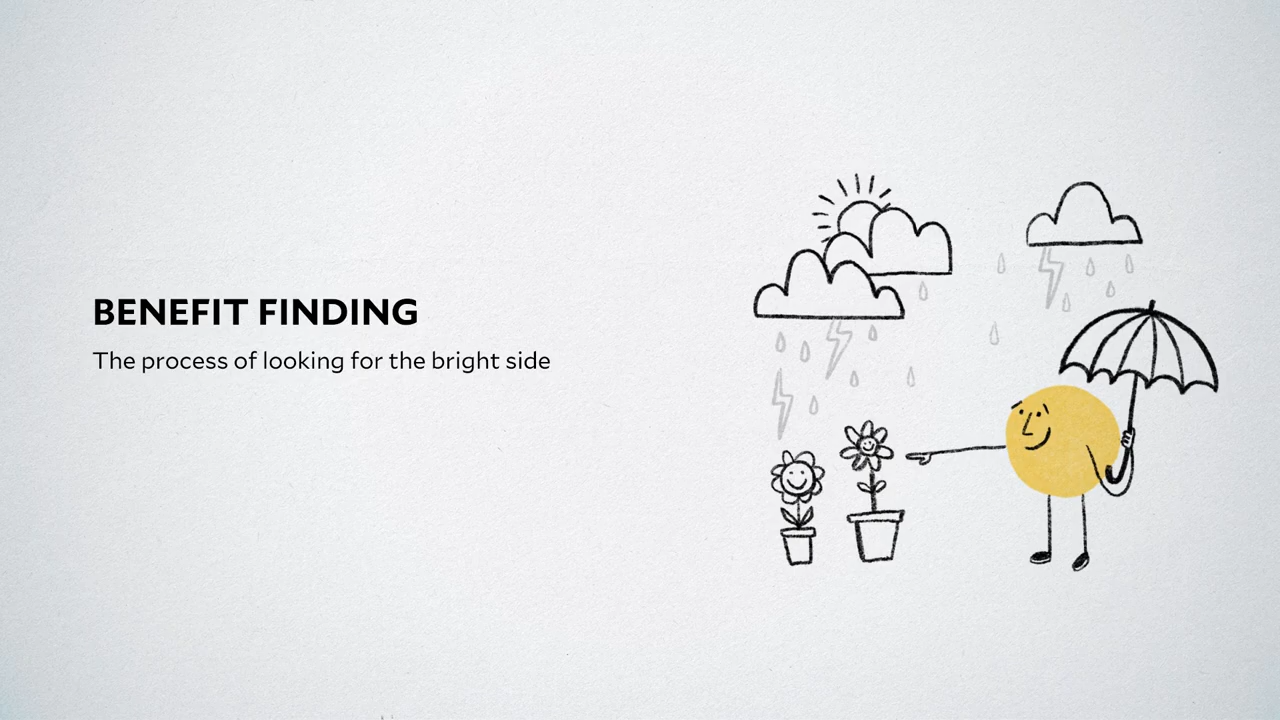 BENEFIT FINDING
The process of looking for the bright side